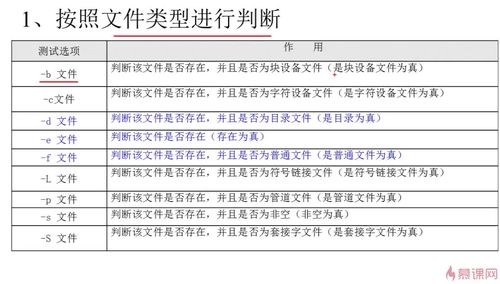 1、按照文件类型进行判断
测试选项 作 用
-b 文件 判断该文件是否存在，并且是否为块设备文件（是块设备文件为真）
-c文件 判断该文件是否存在，并且是否为字符设备文件（是字符设备文件为真）
-d 文件 判断该文件是否存在，并且是否为目录文件（是目录为真）
-e 文件 判断该文件是否存在（存在为真）
-f 文件 判断该文件是否存在，并且是否为普通文件（是普通文件为真）
-L 文件 判断该文件是否存在，并且是否为符号链接文件（是符号链接文件为真）
-p 文件 判断该文件是否存在，并且是否为管道文件（是管道文件为真）
-s 文件 判断该文件是否存在，并且是否为非空（非空为真）
-S 文件 判断该文件是否存在，并且是否为套接字文件（是套接字文件为真）
慕课网